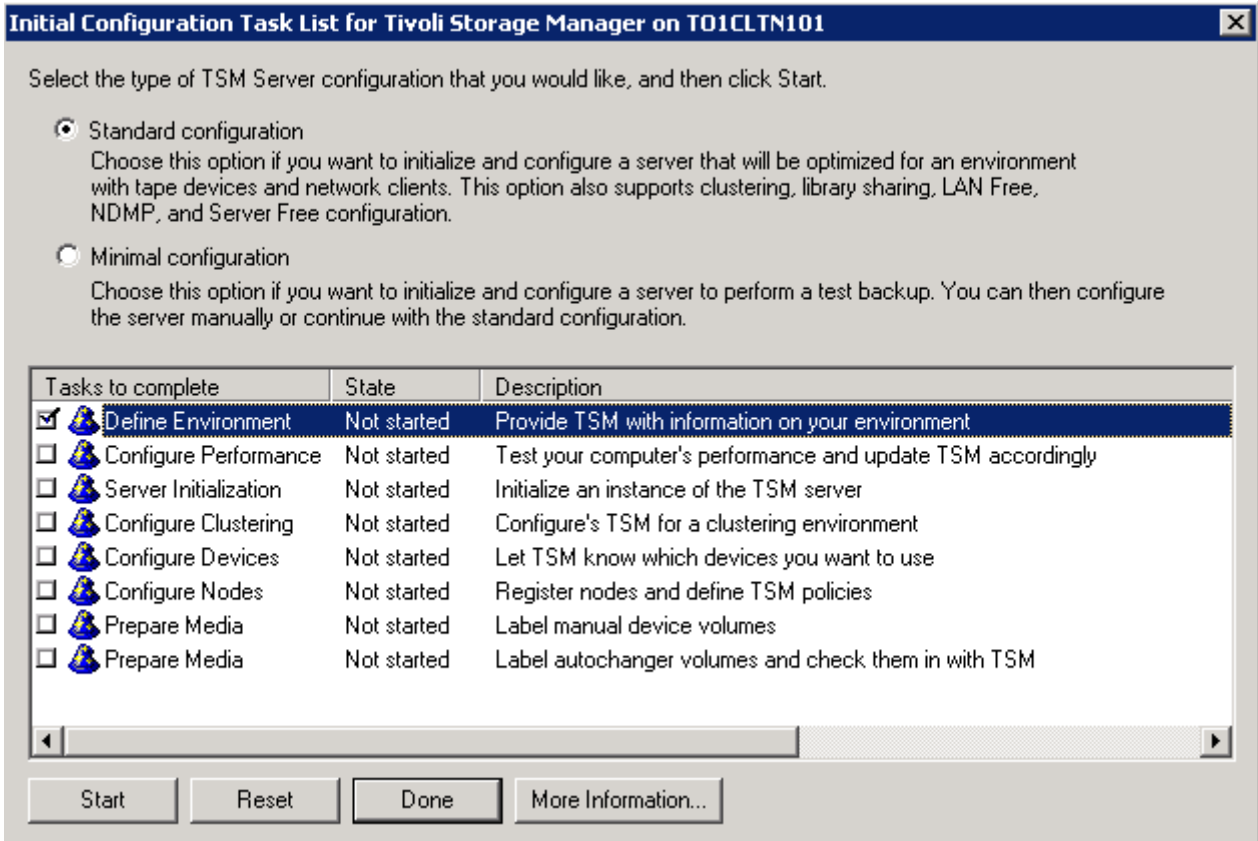 Initial Configuration Task List for Tivoli Storage Manager on TO1CLTN101
Select the type of TSM Server configuration that you would like, and then click Start.
Standard configuration
Choose this option if you want to initialize and configure a server that will be optimized for an environment
with tape devices and network clients. This option also supports clustering, library sharing, LAN Free,
NDMP, and Server Free configuration.
Minimal configuration
Choose this option if you want to initialize and configure a server to perform a test backup. You can then configure
the server manually or continue with the standard configuration.
Tasks to complete State Description
Define Environment Not started Provide TSM with information on your environment
Configure Performance Not started Test your computer's performance and update TSM accordingly
Server Initialization Not started Initialize an instance of the TSM server
Configure Clustering Not started Configure's TSM for a clustering environment
Configure Devices Not started Let TSM know which devices you want to use
Configure Nodes Not started Register nodes and define TSM policies
Prepare Media Not started Label manual device volumes
Prepare Media Not started Label autochanger volumes and check them in with TSM
Start Reset Done More Information...